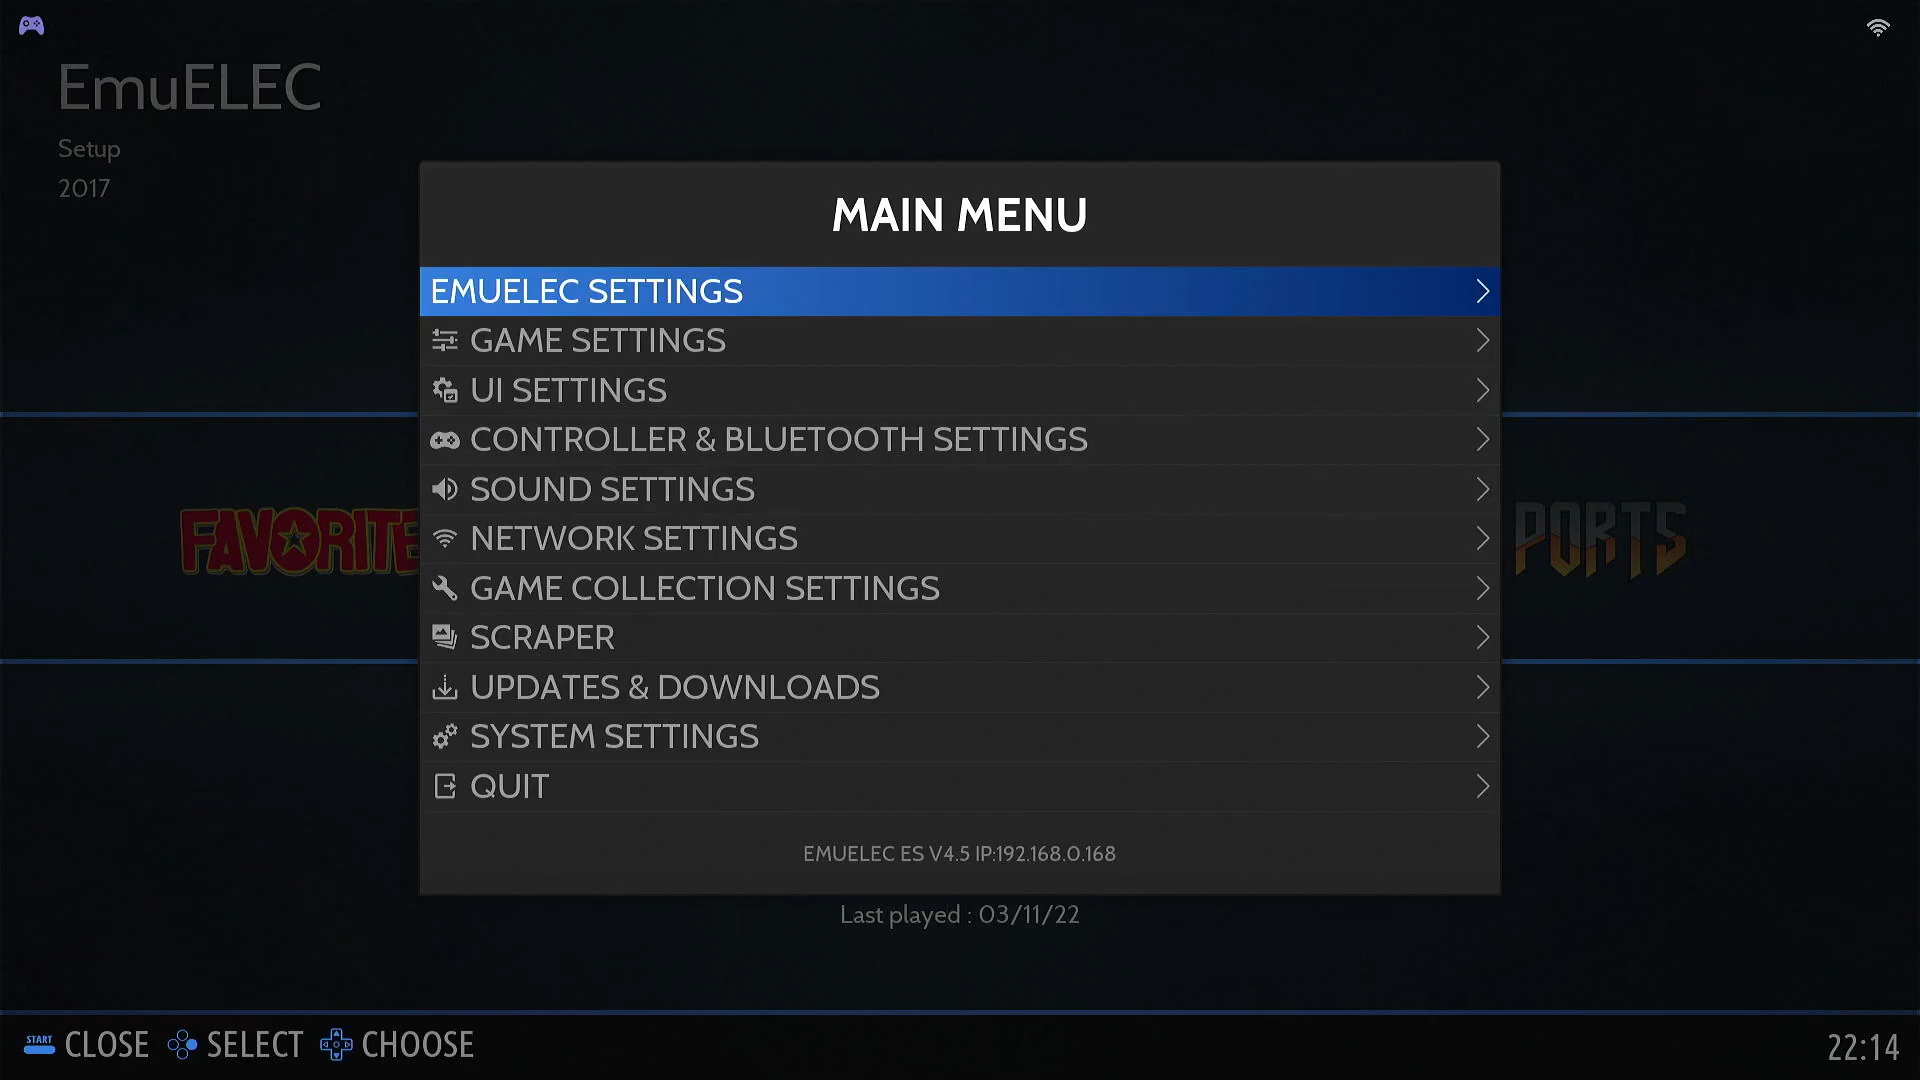 EmuELEC
Setup
2017
MAIN MENU
EMUELEC SETTINGS
GAME SETTINGS
UI SETTINGS
CONTROLLER & BLUETOOTH SETTINGS
SOUND SETTINGS
NETWORK SETTINGS
GAME COLLECTION SETTINGS
SCRAPER
UPDATES & DOWNLOADS
SYSTEM SETTINGS
QUIT
FAVORITE
PORTS
EMUELEC ES V4.5 IP:192.168.0.168
Last played : 03/11/22
START CLOSE SELECT CHOOSE
22:14